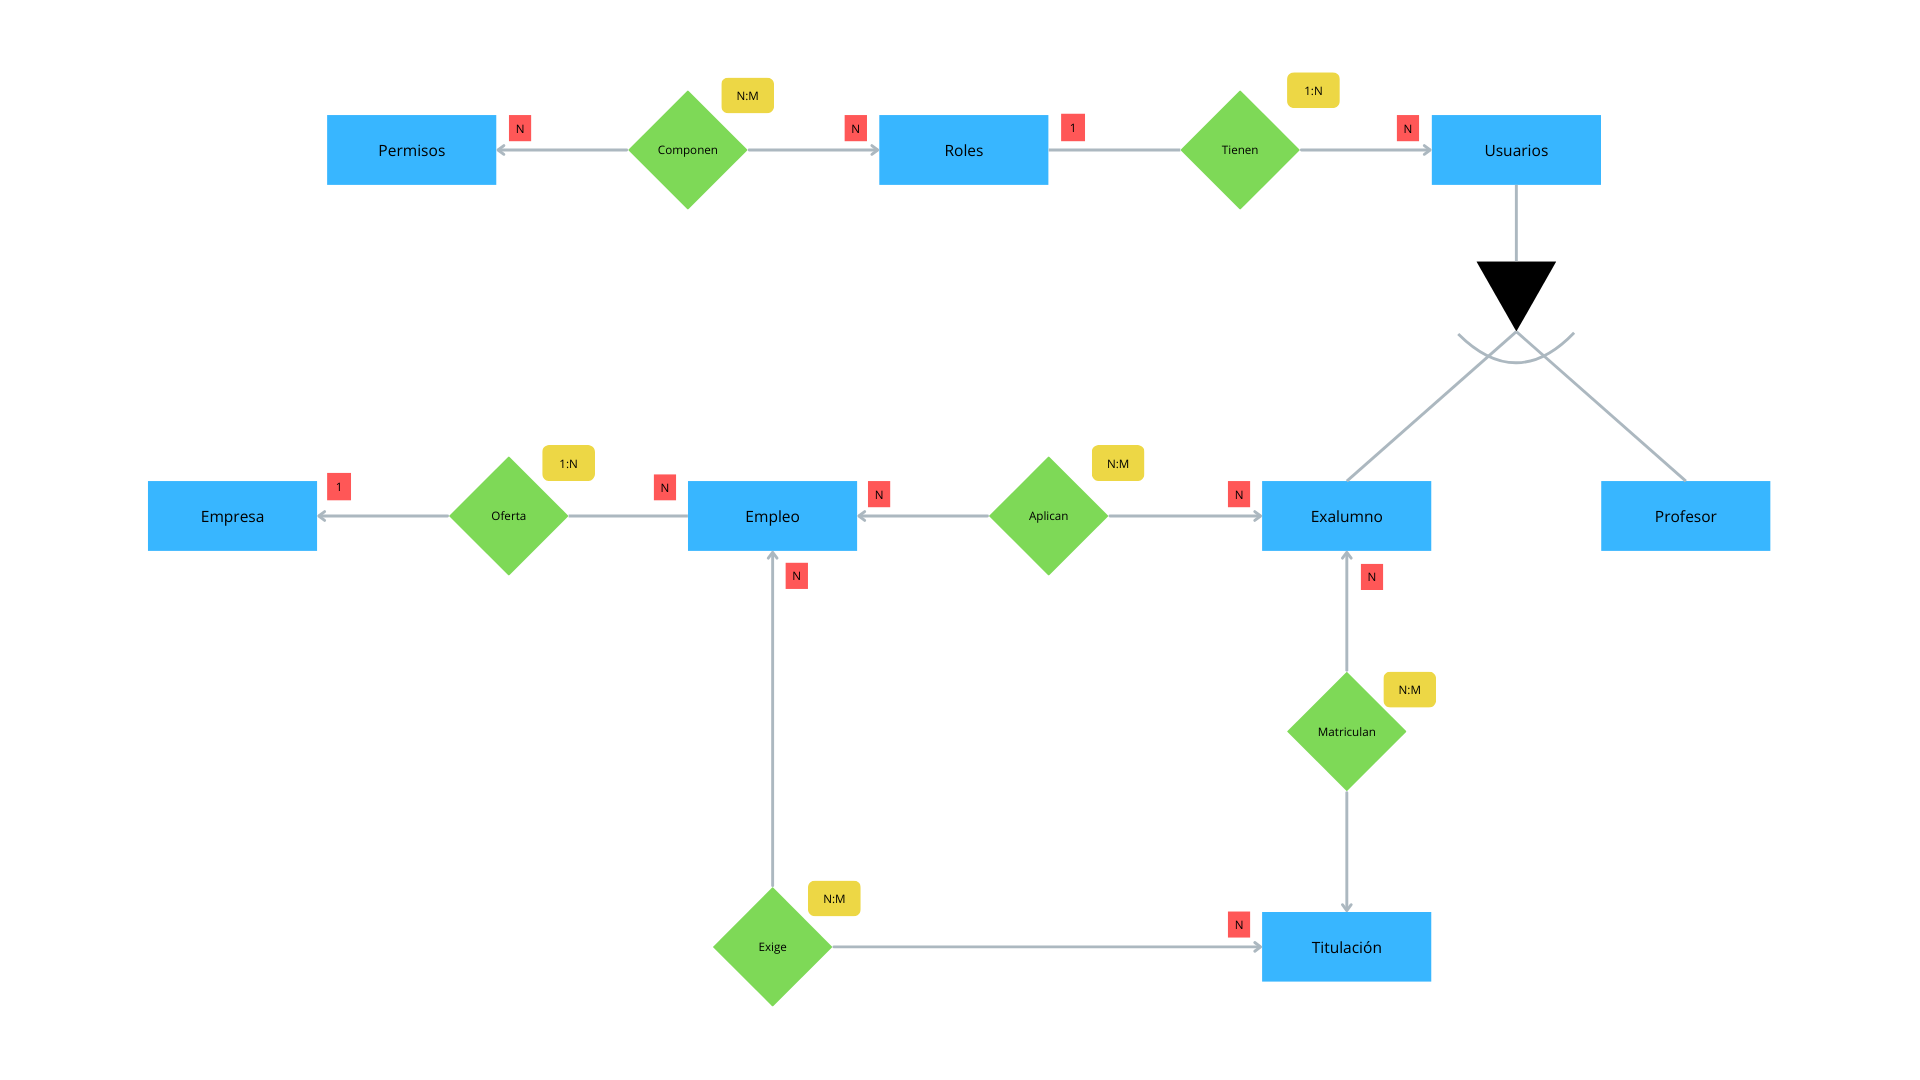 N:M
1:N
Permisos
N
Componen
N
Roles
1
Tienen
N
Usuarios
Empresa
1
Oferta
1:N
N
Empleo
N
Aplican
N:M
N
Exalumno
Profesor
N
N
Matriculan
N:M
Exige
N:M
N
Titulación